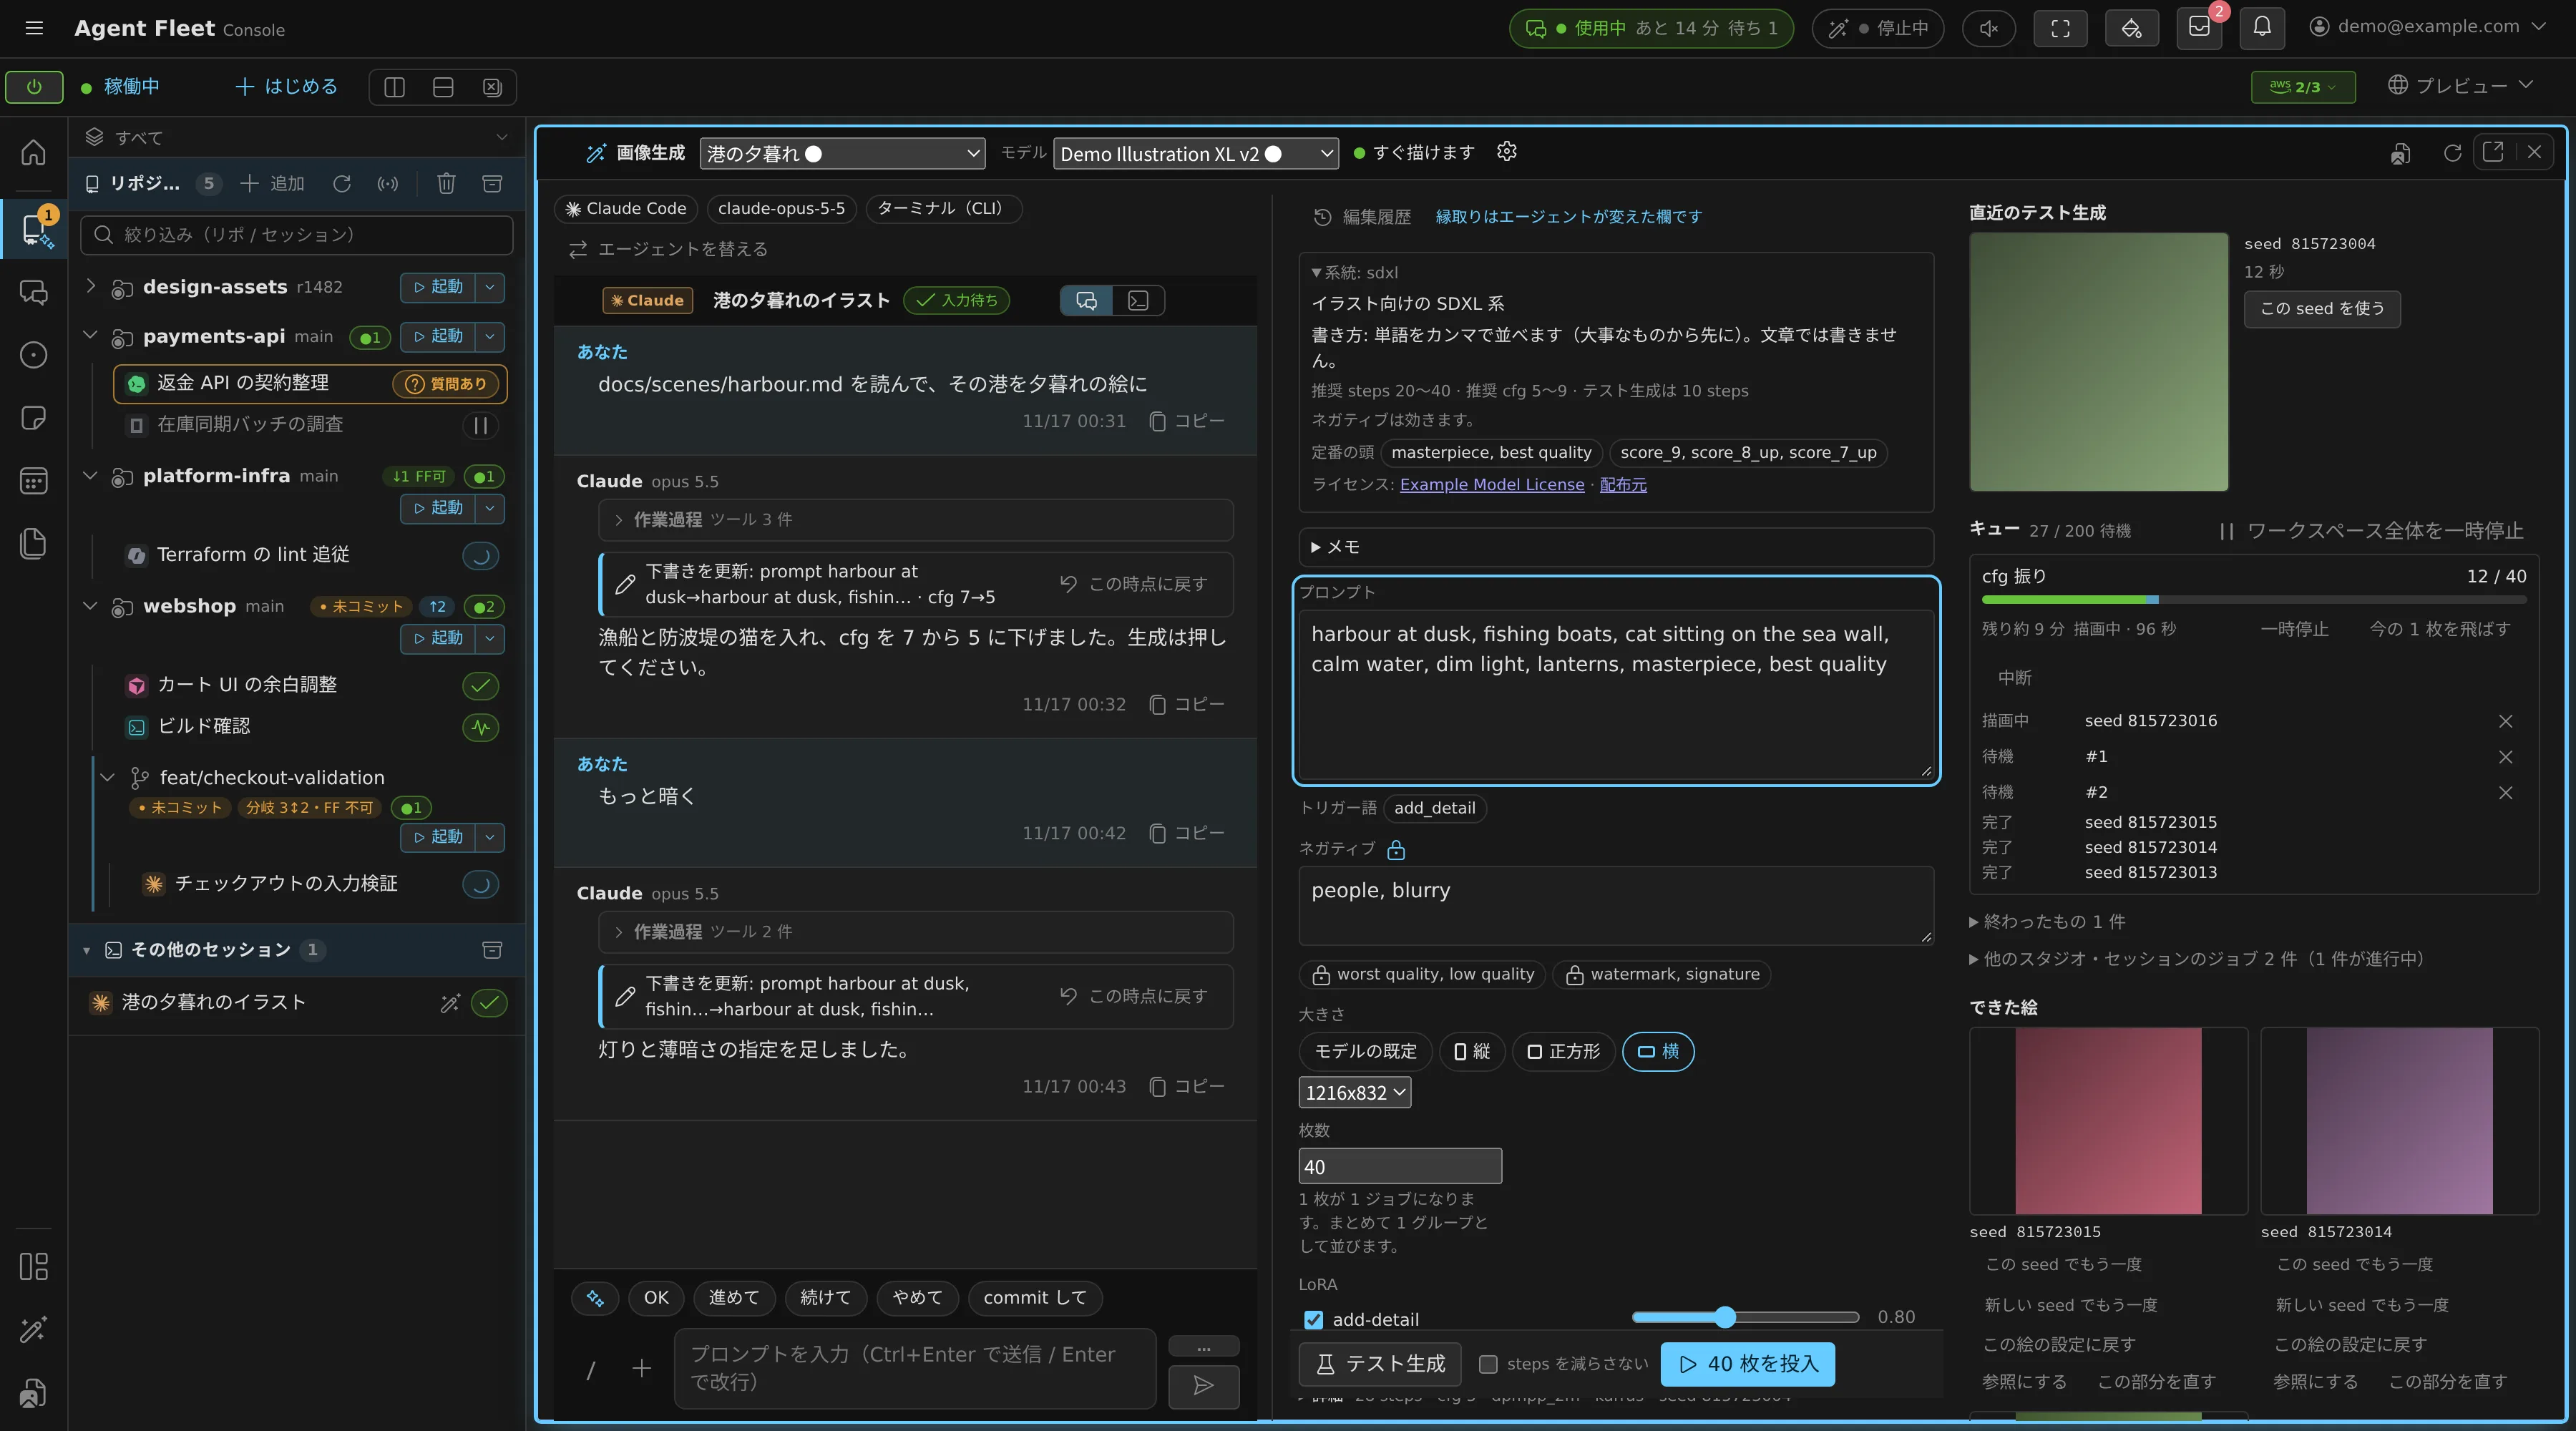 Agent Fleet Console
使用中 あと 14 分 待ち 1
停止中
2
demo@example.com
稼働中
はじめる
aws 2/3
プレビュー
すべて
リポジ... 5 追加
1
絞り込み（リポ / セッション）
design-assets r1482 起動
payments-api main 1 起動
返金 API の契約整理 質問あり
在庫同期バッチの調査
platform-infra main ↓1 FF可 1
起動
Terraform の lint 追従
webshop main 未コミット ↑2 2
起動
カート UI の余白調整
ビルド確認
feat/checkout-validation
未コミット 分岐 3↕2・FF 不可 1
起動
チェックアウトの入力検証
その他のセッション 1
港の夕暮れのイラスト
画像生成 港の夕暮れ モデル Demo Illustration XL v2 すぐ描けます
Claude Code claude-opus-5-5 ターミナル（CLI）
エージェントを替える
Claude 港の夕暮れのイラスト 入力待ち
あなた
docs/scenes/harbour.md を読んで、その港を夕暮れの絵に
11/17 00:31 コピー
Claude opus 5.5
作業過程 ツール 3 件
下書きを更新: prompt harbour at
dusk→harbour at dusk, fishin... · cfg 7→5
この時点に戻す
漁船と防波堤の猫を入れ、cfg を 7 から 5 に下げました。生成は押し
てください。
11/17 00:32 コピー
あなた
もっと暗く
11/17 00:42 コピー
Claude opus 5.5
作業過程 ツール 2 件
下書きを更新: prompt harbour at dusk,
fishin...→harbour at dusk, fishin...
この時点に戻す
灯りと薄暗さの指定を足しました。
11/17 00:43 コピー
OK 進めて 続けて やめて commit して
/ プロンプトを入力（Ctrl+Enter で送信 / Enter
で改行）
...
編集履歴 縁取りはエージェントが変えた欄です
系統: sdxl
イラスト向けの SDXL 系
書き方: 単語をカンマで並べます（大事なものから先に）。文章では書きませ
ん。
推奨 steps 20〜40 · 推奨 cfg 5〜9 · テスト生成は 10 steps
ネガティブは効きます。
定番の頭 masterpiece, best quality score_9, score_8_up, score_7_up
ライセンス: Example Model License · 配布元
メモ
プロンプト
harbour at dusk, fishing boats, cat sitting on the sea wall,
calm water, dim light, lanterns, masterpiece, best quality
トリガー語 add_detail
ネガティブ
people, blurry
worst quality, low quality watermark, signature
大きさ
モデルの既定 縦 正方形 横
1216x832
枚数
40
1 枚が 1 ジョブになりま
す。まとめて 1 グループと
して並びます。
LoRA
add-detail 0.80
テスト生成 steps を減らさない 40 枚を投入
直近のテスト生成
seed 815723004
12 秒
この seed を使う
キュー 27 / 200 待機 ワークスペース全体を一時停止
cfg 振り 12 / 40
残り約 9 分 描画中 · 96 秒 一時停止 今の 1 枚を飛ばす
中断
描画中 seed 815723016
待機 #1
待機 #2
完了 seed 815723015
完了 seed 815723014
完了 seed 815723013
終わったもの 1 件
他のスタジオ・セッションのジョブ 2 件（1 件が進行中）
できた絵
seed 815723015
この seed でもう一度
新しい seed でもう一度
この絵の設定に戻す
参照にする この部分を直す
seed 815723014
この seed でもう一度
新しい seed でもう一度
この絵の設定に戻す
参照にする この部分を直す